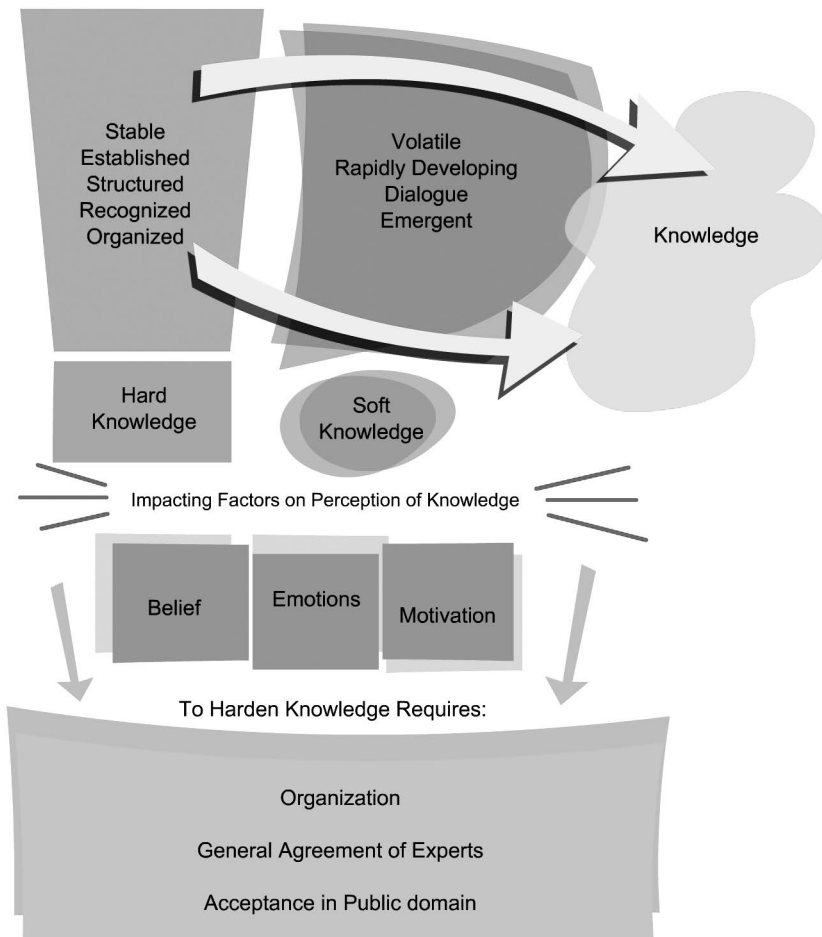 Stable
Established
Structured
Recognized
Organized
Volatile
Rapidly Developing
Dialogue
Emergent
Knowledge
Hard
Knowledge
Soft
Knowledge
Impacting Factors on Perception of Knowledge
Belief
Emotions
Motivation
To Harden Knowledge Requires:
Organization
General Agreement of Experts
Acceptance in Public domain